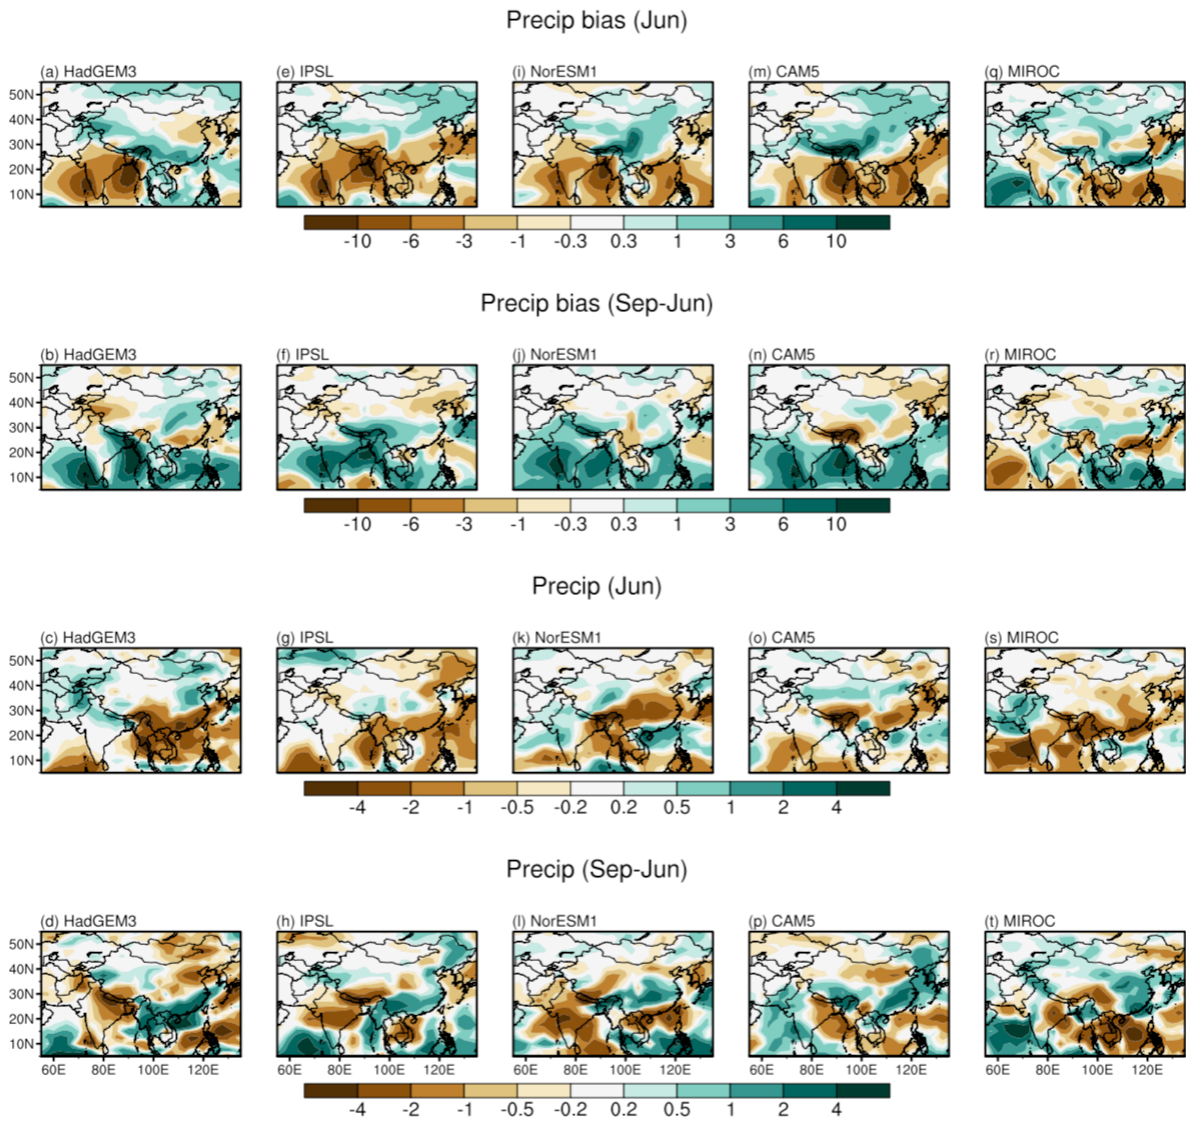 Precip bias (Jun)
(a) HadGEM3 (e) IPSL (i) NorESM1 (m) CAM5 (q) MIROC
50N
40N
30N
20N
10N
-10 -6 -3 -1 -0.3 0.3 1 3 6 10
Precip bias (Sep-Jun)
(b) HadGEM3 (f) IPSL (j) NorESM1 (n) CAM5 (r) MIROC
50N
40N
30N
20N
10N
-10 -6 -3 -1 -0.3 0.3 1 3 6 10
Precip (Jun)
(c) HadGEM3 (g) IPSL (k) NorESM1 (o) CAM5 (s) MIROC
50N
40N
30N
20N
10N
-4 -2 -1 -0.5 -0.2 0.2 0.5 1 2 4
Precip (Sep-Jun)
(d) HadGEM3 (h) IPSL (l) NorESM1 (p) CAM5 (t) MIROC
50N
40N
30N
20N
10N
60E 80E 100E 120E 60E 80E 100E 120E 60E 80E 100E 120E 60E 80E 100E 120E 60E 80E 100E 120E
-4 -2 -1 -0.5 -0.2 0.2 0.5 1 2 4